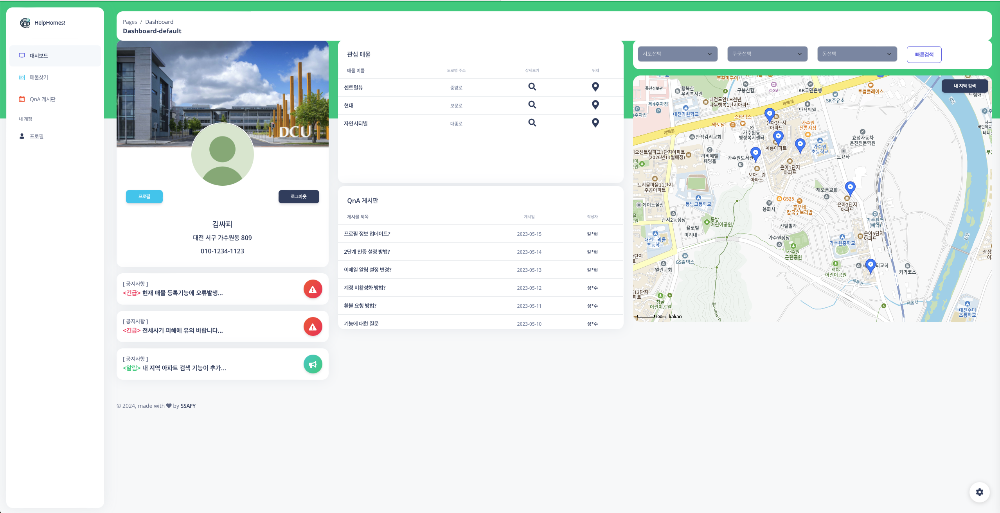 HelpHomes!
대시보드
매물찾기
QnA 게시판
내 계정
프로필
Pages / Dashboard
Dashboard-default
DCU
프로필
로그아웃
김싸피
대전 서구 가수원동 809
010-1234-1123
[ 공지사항 ]
<긴급> 현재 매물 등록기능에 오류발생...
[ 공지사항 ]
<긴급> 전세사기 피해에 유의 바랍니다...
[ 공지사항 ]
<알림> 내 지역 아파트 검색 기능이 추가...
© 2024, made with by SSAFY
관심 매물
매물 이름 도로명 주소 상세보기 위치
센트럴뷰 중앙로
현대 보문로
자연시티빌 대종로
QnA 게시판
게시물 제목 게시일 작성자
프로필 정보 업데이트? 2023-05-15 갈*현
2단계 인증 설정 방법? 2023-05-14 갈*현
이메일 알림 설정 변경? 2023-05-13 갈*현
계정 비활성화 방법? 2023-05-12 성*수
환불 요청 방법? 2023-05-11 성*수
기능에 대한 질문 2023-05-10 성*수
시도선택 구군선택 동선택 빠른검색
내 지역 검색
쭈꾸미구이
죽헌정보관
행복한
우리복지관
구봉신협
CGV
KB국민은행
투썸플레이스
드림애
SK주유소
갑천
제4주차장
대전도안LH천년
나무행복1단지아파트
대전가원학교
계백로
만석의원
주차장
스타벅스
맥도날드
은아3단지
아파트
가수원
전통시장
서구
국민체육
테니스
계백로
반석감리교회
가수원동
행정복지센터
효성자동차
운전전문학원
계룡아파트
가수원
초등학교
토요타
오센트럴파크1단지아파트
(2026년11월예정)
라비에벨
웨딩홀
가수원도서관
은아1단지
아파트
모아드림
아파트
느리울마을11단지
주공아파트
해오름교회
동방고등학교
게이트볼장
GS25
흥부네
칼국수보리밥
용화사
은아2단지
아파트
관저2동성당
동방
어린이공원
가수원역
(폐역)
욜로빌
미리내
선일빌라
은아5단지
아파트
대전느리울
초등학교
가수원성당
가수원중학교
갑천
가수원
근린공원
GS칼텍스
열린교회
백야
어린이공원
티교회
카라코스
빼울천
13단지
창골
어린이공원
빼울천
대전수미
초등학교
100m
kakao